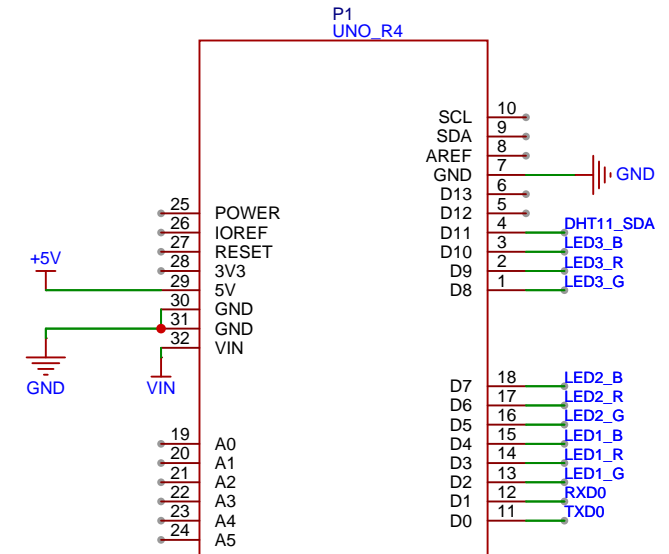 P1
UNO_R4
SCL 10
SDA 9
AREF 8
GND 7 GND
D13 6
D12 5
D11 4 DHT11_SDA
D10 3 LED3_B
D9 2 LED3_R
D8 1 LED3_G
25 POWER
26 IOREF
27 RESET
28 3V3
+5V
29 5V
30 GND
31 GND
32 VIN
GND
VIN
D7 18 LED2_B
D6 17 LED2_R
D5 16 LED2_G
D4 15 LED1_B
D3 14 LED1_R
D2 13 LED1_G
D1 12 RXD0
D0 11 TXD0
19 A0
20 A1
21 A2
22 A3
23 A4
24 A5